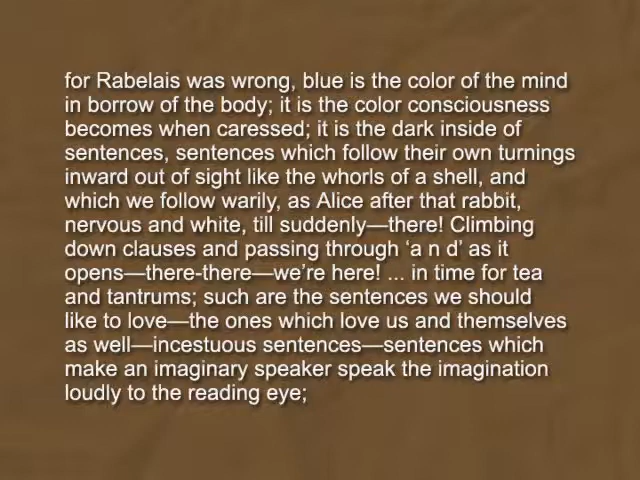 for Rabelais was wrong, blue is the color of the mind
in borrow of the body; it is the color consciousness
becomes when caressed; it is the dark inside of
sentences, sentences which follow their own turnings
inward out of sight like the whorls of a shell, and
which we follow warily, as Alice after that rabbit,
nervous and white, till suddenly—there! Climbing
down clauses and passing through ‘a n d’ as it
opens—there-there—we’re here! ... in time for tea
and tantrums; such are the sentences we should
like to love—the ones which love us and themselves
as well—incestuous sentences—sentences which
make an imaginary speaker speak the imagination
loudly to the reading eye;